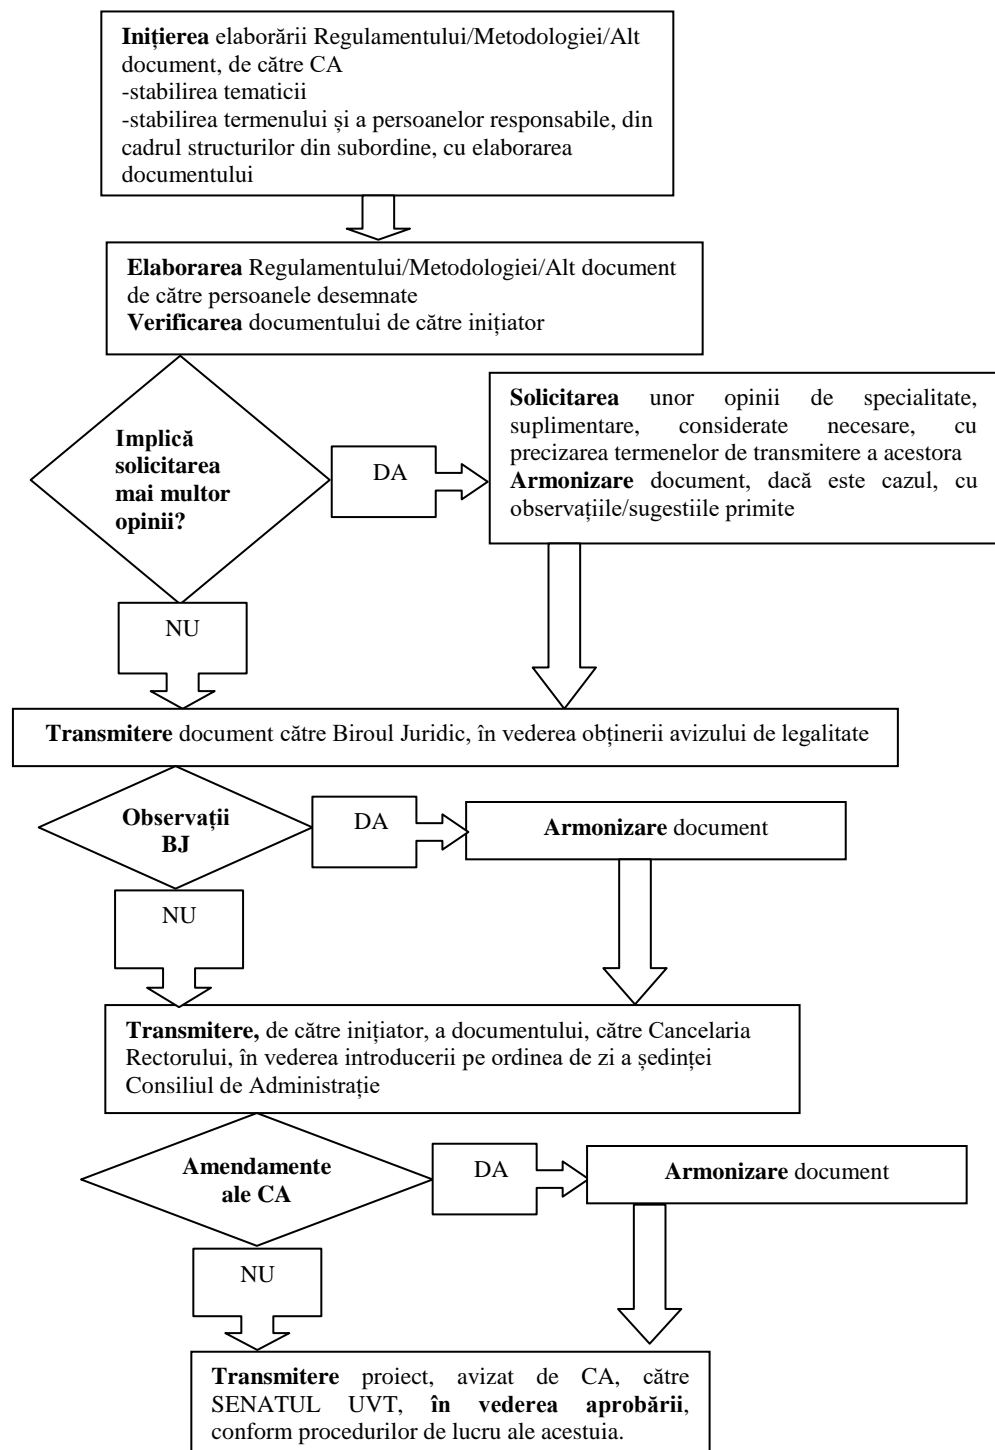 Inițierea elaborării Regulamentului/Metodologiei/Alt
document, de către CA
-stabilirea tematicii
-stabilirea termenului și a persoanelor responsabile, din
cadrul structurilor din subordine, cu elaborarea
documentului
Elaborarea Regulamentului/Metodologiei/Alt document
de către persoanele desemnate
Verificarea documentului de către inițiator
Implică
solicitarea
mai multor
opinii?
DA
Solicitarea unor opinii de specialitate,
suplimentare, considerate necesare, cu
precizarea termenelor de transmitere a acestora
Armonizare document, dacă este cazul, cu
observațiile/sugestiile primite
NU
Transmitere document către Biroul Juridic, în vederea obținerii avizului de legalitate
Observații
BJ
DA
Armonizare document
NU
Transmitere, de către inițiator, a documentului, către Cancelaria
Rectorului, în vederea introducerii pe ordinea de zi a ședinței
Consiliul de Administrație
Amendamente
ale CA
DA
Armonizare document
NU
Transmitere proiect, avizat de CA, către
SENATUL UVT, în vederea aprobării,
conform procedurilor de lucru ale acestuia.